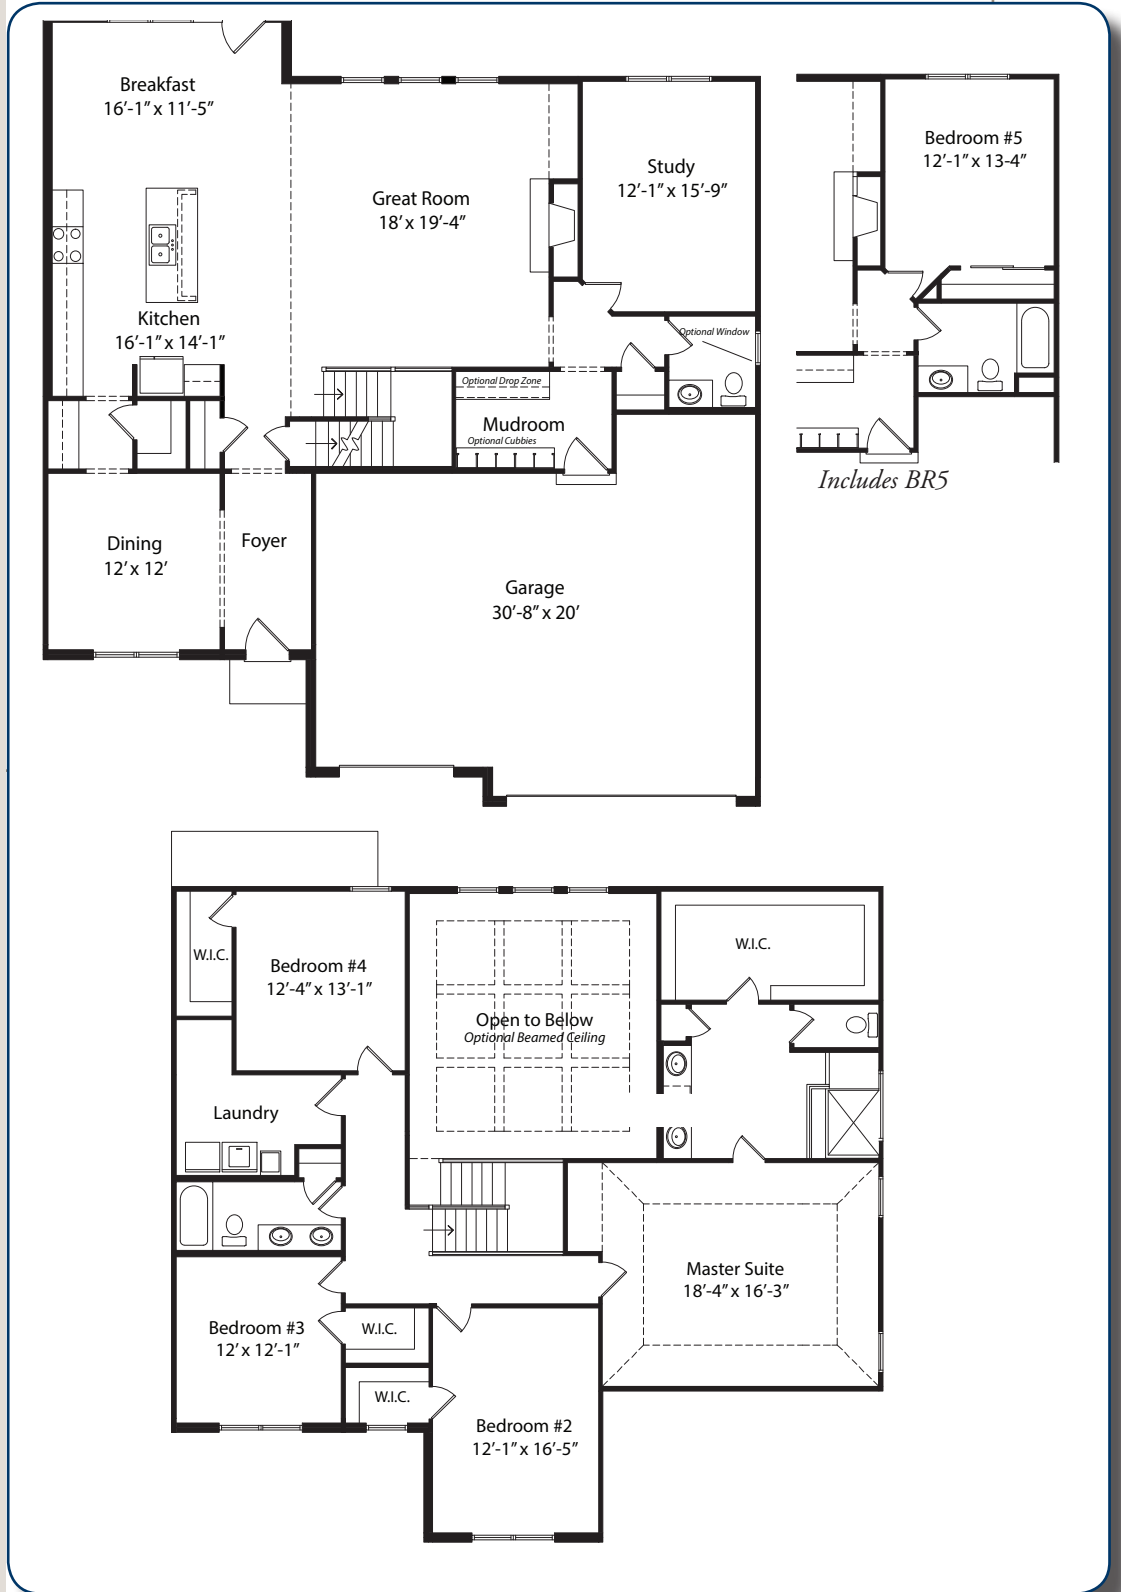 Breakfast
16'-1" x 11'-5"
Great Room
18' x 19'-4"
Study
12'-1" x 15'-9"
Kitchen
16'-1" x 14'-1"
Optional Window
Optional Drop Zone
Mudroom
Optional Cubbies
Dining
12' x 12'
Foyer
Garage
30'-8" x 20'
Bedroom #5
12'-1" x 13-4"
Includes BR5
W.I.C.
Bedroom #4
12'-4" x 13'-1"
Open to Below
Optional Beamed Ceiling
W.I.C.
Laundry
Master Suite
18'-4" x 16'-3"
Bedroom #3
12' x 12'-1"
W.I.C.
W.I.C.
Bedroom #2
12'-1" x 16'-5"